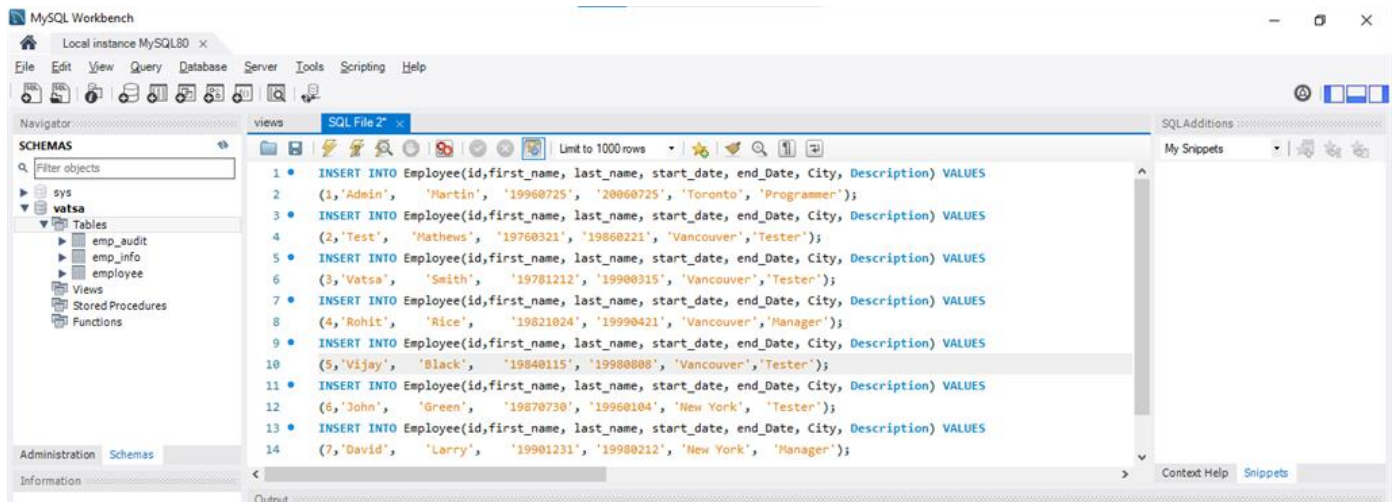 MySQL Workbench
Local instance MySQL80
File Edit View Query Database Server Tools Scripting Help
Navigator
SCHEMAS
Filter objects
sys
vatsa
Tables
emp_audit
emp_info
employee
Views
Stored Procedures
Functions
Administration Schemas
Information
views SQL File 2*
Limit to 1000 rows
1 INSERT INTO Employee(id,first_name, last_name, start_date, end_Date, City, Description) VALUES
2 (1,'Admin', 'Martin', '19960725', '20060725', 'Toronto', 'Programmer');
3 INSERT INTO Employee(id,first_name, last_name, start_date, end_Date, City, Description) VALUES
4 (2,'Test', 'Mathews', '19760321', '19860221', 'Vancouver','Tester');
5 INSERT INTO Employee(id,first_name, last_name, start_date, end_Date, City, Description) VALUES
6 (3,'Vatsa', 'Smith', '19781212', '19900315', 'Vancouver','Tester');
7 INSERT INTO Employee(id,first_name, last_name, start_date, end_Date, City, Description) VALUES
8 (4,'Rohit', 'Rice', '19821024', '19990421', 'Vancouver','Manager');
9 INSERT INTO Employee(id,first_name, last_name, start_date, end_Date, City, Description) VALUES
10 (5,'Vijay', 'Black', '19840115', '19980808', 'Vancouver','Tester');
11 INSERT INTO Employee(id,first_name, last_name, start_date, end_Date, City, Description) VALUES
12 (6,'John', 'Green', '19870730', '19960104', 'New York', 'Tester');
13 INSERT INTO Employee(id,first_name, last_name, start_date, end_Date, City, Description) VALUES
14 (7,'David', 'Larry', '19901231', '19980212', 'New York', 'Manager');
Output
SQLAdditions
My Snippets
Context Help Snippets